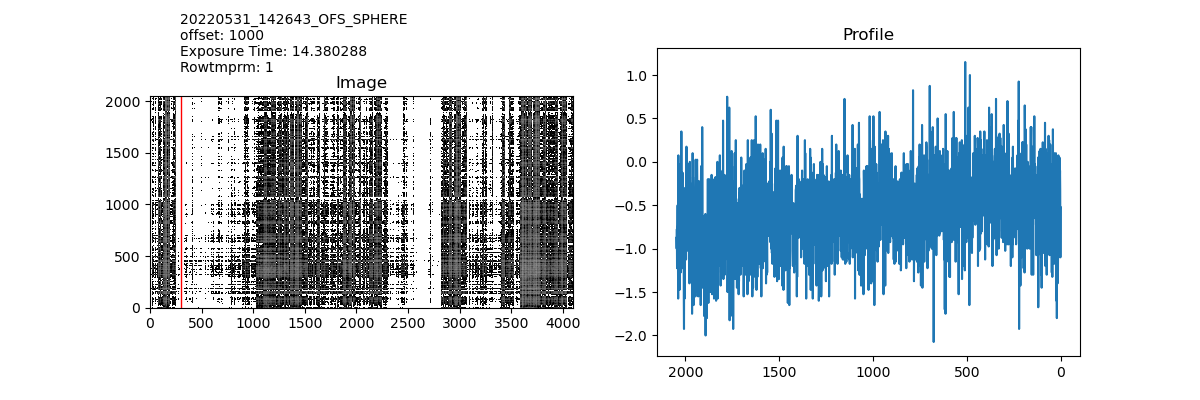 20220531_142643_OFS_SPHERE
offset: 1000
Exposure Time: 14.380288
Rowtmprm: 1
Image
2000
1500
1000
500
0
0 500 1000 1500 2000 2500 3000 3500 4000
Profile
1.0
0.5
0.0
−0.5
−1.0
−1.5
−2.0
2000 1500 1000 500 0